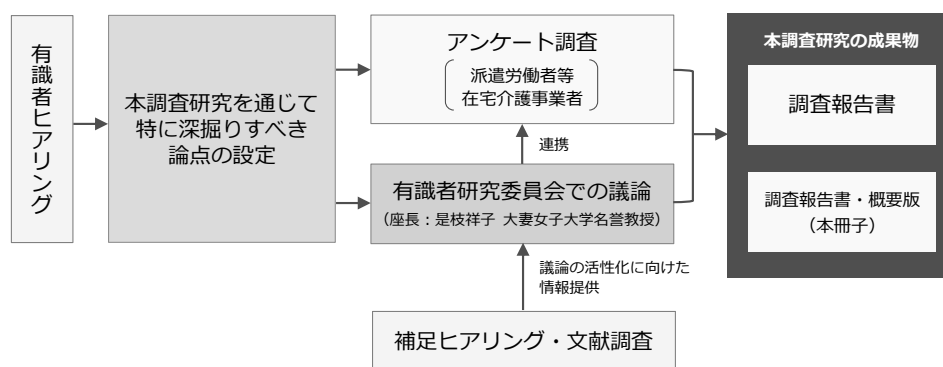 有識者ヒアリング
本調査研究を通じて
特に深掘りすべき
論点の設定
アンケート調査
派遣労働者等
在宅介護事業者
連携
有識者研究委員会での議論
（座長：是枝祥子 大妻女子大学名誉教授）
議論の活性化に向けた
情報提供
補足ヒアリング・文献調査
本調査研究の成果物
調査報告書
調査報告書・概要版
（本冊子）